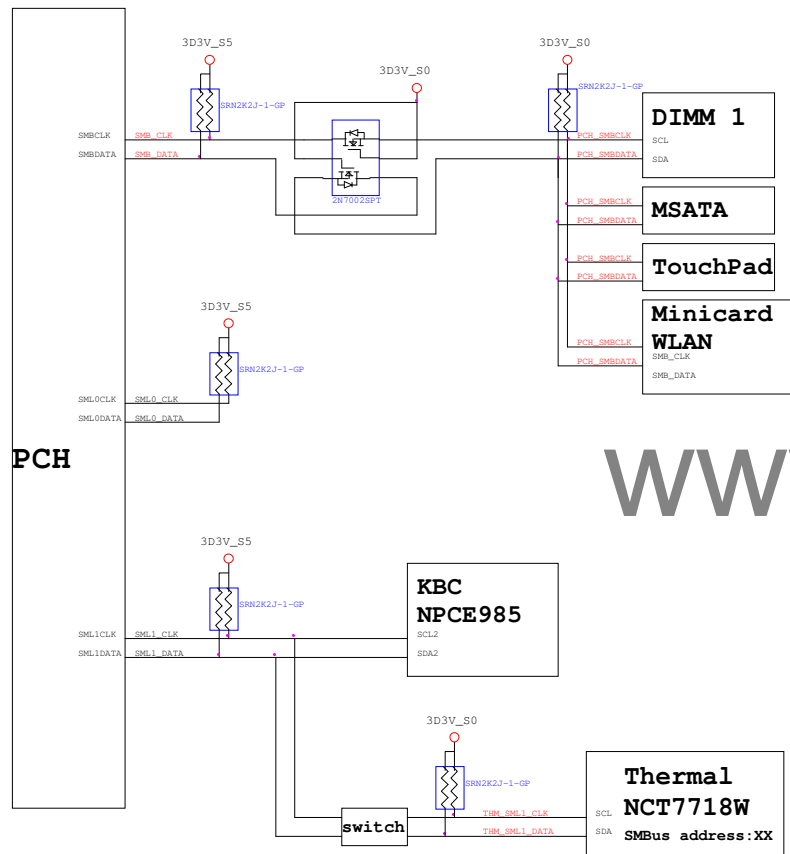 3D3V_S5
3D3V_S0
3D3V_S0
SRN2K2J-1-GP
SRN2K2J-1-GP
DIMM 1
SMBCLK
SMB_CLK
PCH_SMBCLK
SCL
SMBDATA
SMB_DATA
PCH_SMBDATA
SDA
2N7002SPT
PCH_SMBCLK
MSATA
PCH_SMBDATA
PCH_SMBCLK
TouchPad
PCH_SMBDATA
3D3V_S5
Minicard
WLAN
PCH_SMBCLK
SMB_CLK
PCH_SMBDATA
SMB_DATA
SRN2K2J-1-GP
SML0CLK
SML0_CLK
SML0DATA
SML0_DATA
PCH
3D3V_S5
KBC
NPCE985
SRN2K2J-1-GP
SML1CLK
SML1_CLK
SCL2
SML1DATA
SML1_DATA
SDA2
3D3V_S0
SRN2K2J-1-GP
Thermal
NCT7718W
THM_SML1_CLK
SCL
switch
THM_SML1_DATA
SDA
SMBus address:XX